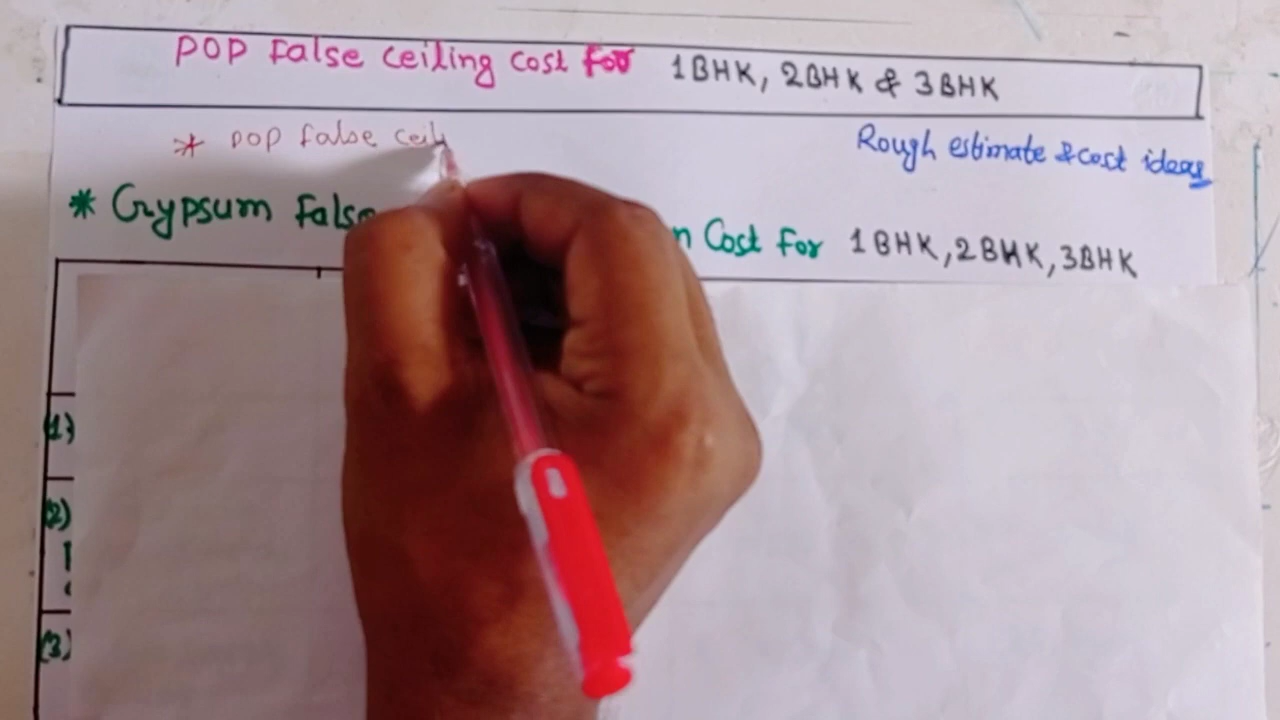 POP False Ceiling Cost for 1BHK, 2BHK & 3BHK
* POP false ceil
Rough estimate & cost ideas
* Gypsum False Cost For 1BHK, 2BHK, 3BHK
(1)
(2)
(3)